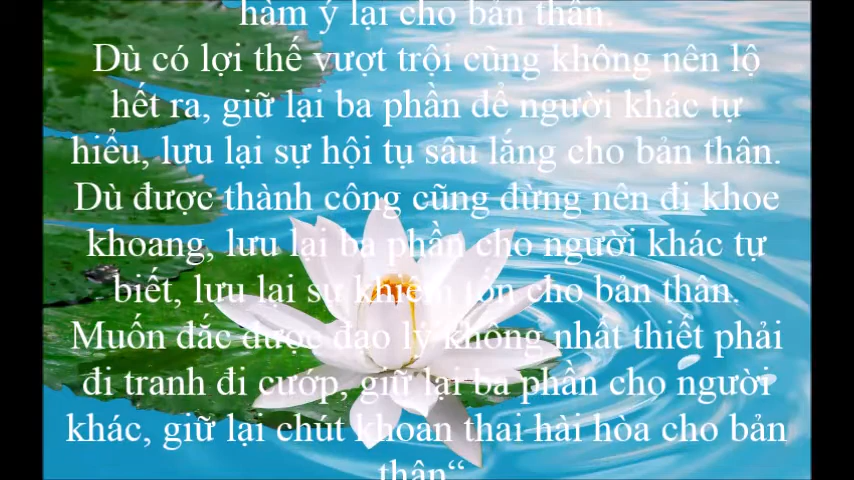 hàm ý lại cho bản thân.
Dù có lợi thế vượt trội cũng không nên lộ
hết ra, giữ lại ba phần để người khác tự
hiểu, lưu lại sự hội tụ sâu lắng cho bản thân.
Dù được thành công cũng đừng nên đi khoe
khoang, lưu lại ba phần cho người khác tự
biết, lưu lại sự khiêm tốn cho bản thân.
Muốn đắc được đạo lý không nhất thiết phải
đi tranh đi cướp, giữ lại ba phần cho người
khác, giữ lại chút khoan thai hài hòa cho bản
thân“